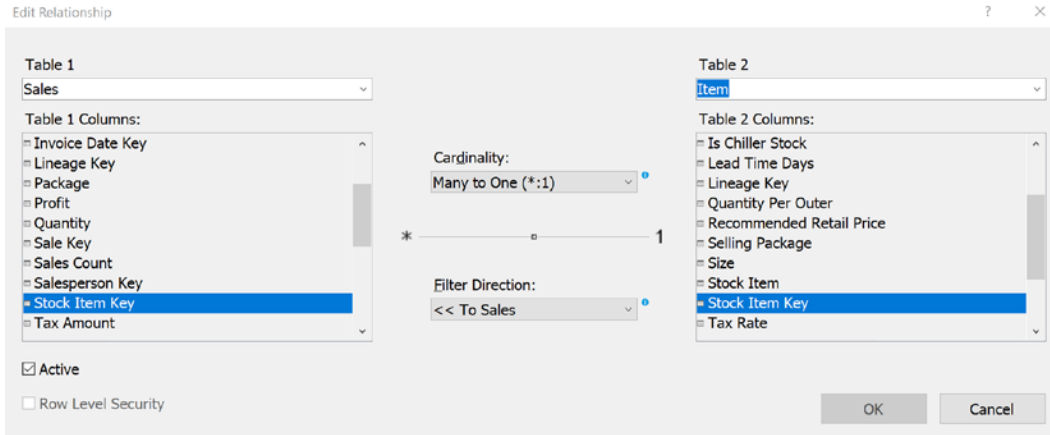 Edit Relationship
?
Table 1
Sales
Table 1 Columns:
Invoice Date Key
Lineage Key
Package
Profit
Quantity
Sale Key
Sales Count
Salesperson Key
Stock Item Key
Tax Amount
Active
Row Level Security
Cardinality:
Many to One (*:1)
* 1
Filter Direction:
<< To Sales
Table 2
Item
Table 2 Columns:
Is Chiller Stock
Lead Time Days
Lineage Key
Quantity Per Outer
Recommended Retail Price
Selling Package
Size
Stock Item
Stock Item Key
Tax Rate
OK
Cancel